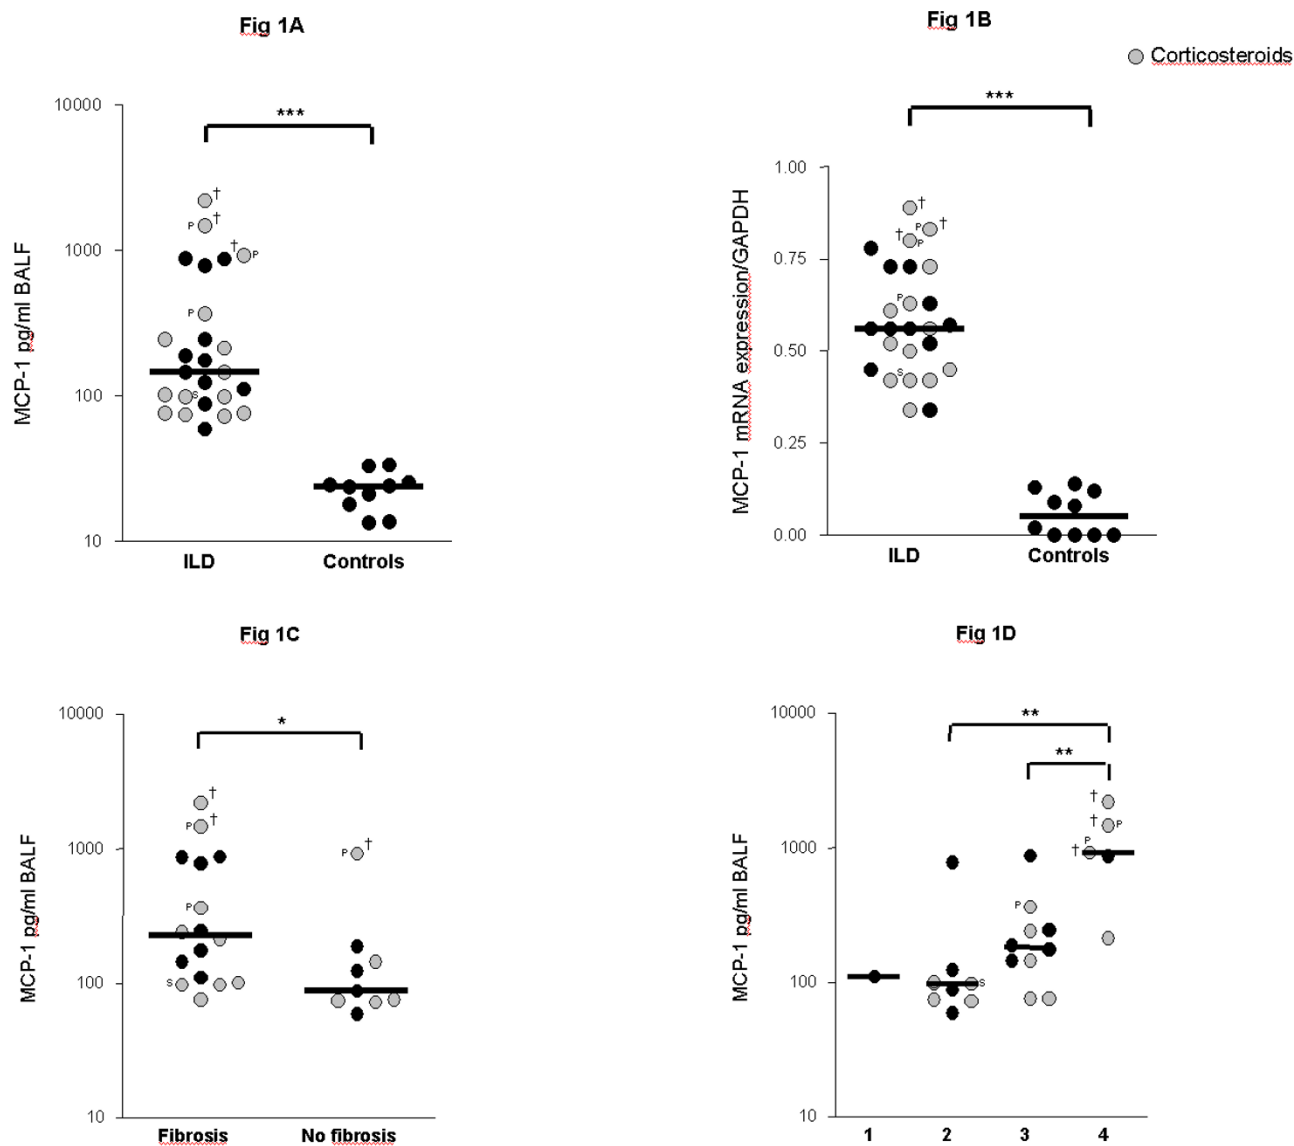 Fig 1A
Fig 1B
Corticosteroids
***
***
10000
1000
100
10
MCP-1 pg/ml BALF
†
P †
† P
P
S
ILD Controls
1.00
0.75
0.50
0.25
0.00
MCP-1 mRNA expression/GAPDH
†
P †
† P
P
S
ILD Controls
Fig 1C
Fig 1D
*
10000
1000
100
10
MCP-1 pg/ml BALF
†
P †
P †
P
S
Fibrosis No fibrosis
**
**
10000
1000
100
10
MCP-1 pg/ml BALF
†
† P
P
†
P
S
1 2 3 4